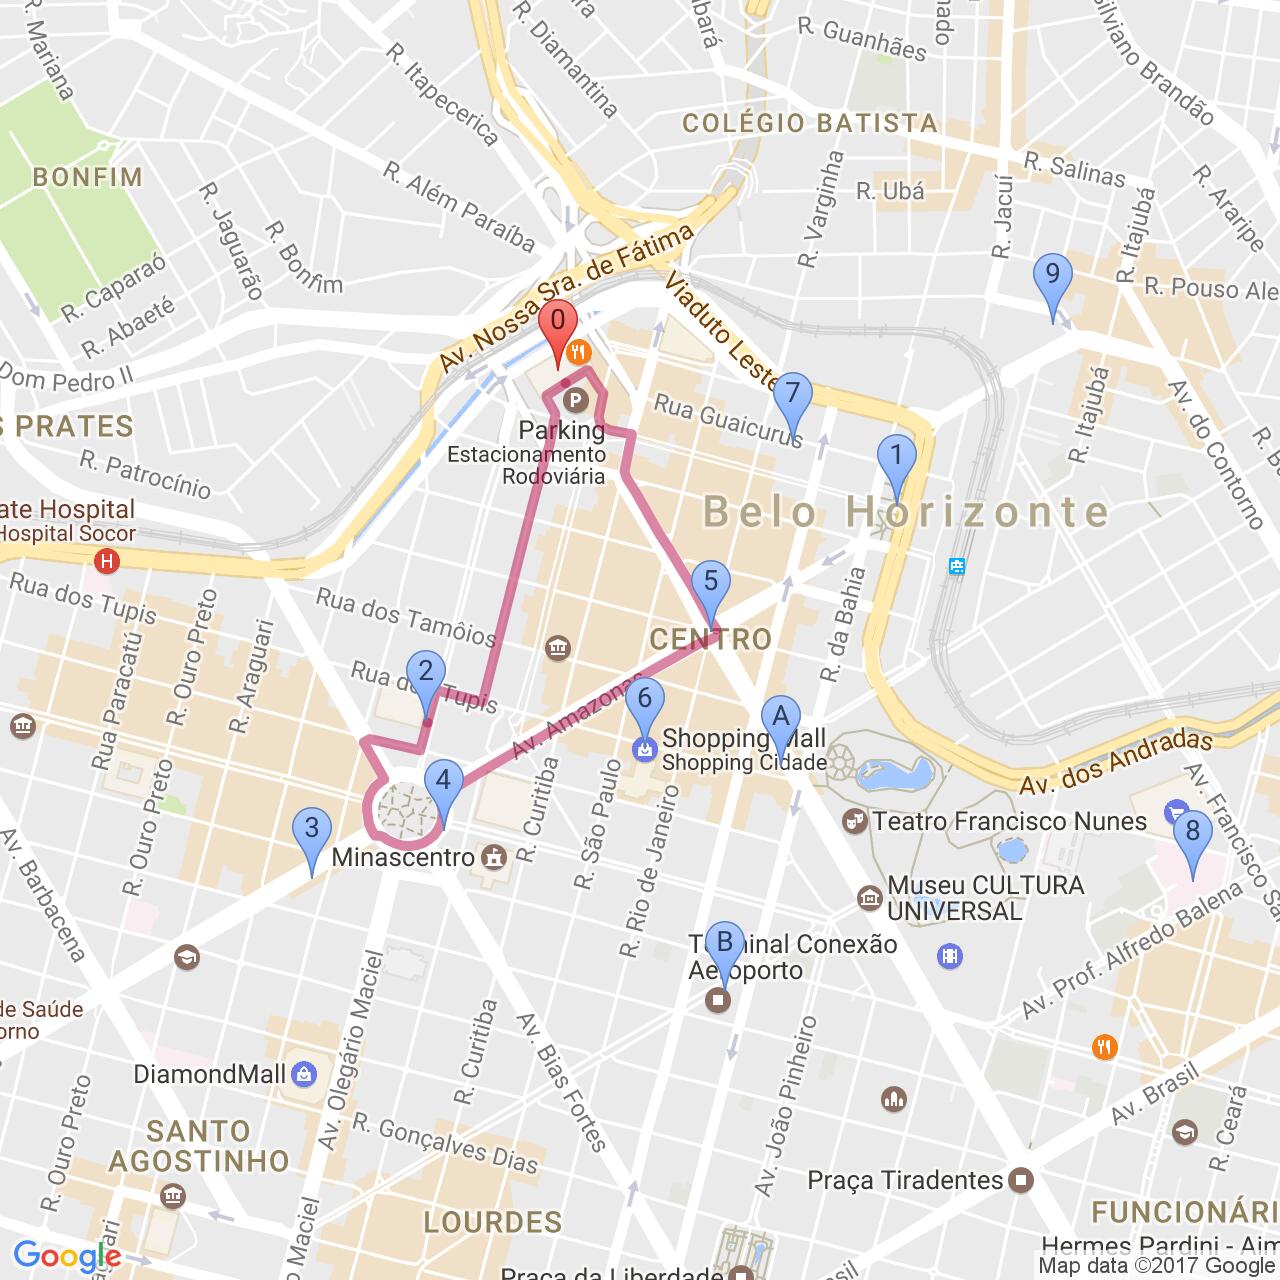 R. Mariana
R. Itapecerica
R. Diamantina
R. Guanhães
Silviano Brandão
COLÉGIO BATISTA
R. Salinas
BONFIM
R. Além Paraíba
R. Varginha
R. Ubá
R. Jacuí
R. Itajubá
R. Araripe
R. Jaguarão
R. Bonfim
R. Caparaó
R. Abaeté
Av. Nossa Sra. de Fátima
Viaduto Leste
R. Pouso Ale
9
0
Dom Pedro II
7
Rua Guaicurus
R. Itajubá
Av. do Contorno
S PRATES
P
Parking
Estacionamento
Rodoviária
R. Patrocínio
1
ate Hospital
Hospital Socor
H
Belo Horizonte
Rua dos Tupis
Rua dos Tamôios
5
CENTRO
R. da Bahia
Rua Paracatú
R. Ouro Preto
R. Araguari
2
Rua dos Tupis
Av. Amazonas
6
A
Shopping Mall
Shopping Cidade
Av. dos Andradas
Av. Francisco Sa
4
3
Minascentro
R. Ouro Preto
R. Curitiba
R. São Paulo
R. Rio de Janeiro
Teatro Francisco Nunes
8
Av. Barbacena
Museu CULTURA
UNIVERSAL
B
Terminal Conexão
Aeroporto
Av. Prof. Alfredo Balena
de Saúde
orno
Av. Olegário Maciel
R. Curitiba
Av. Bias Fortes
Av. João Pinheiro
DiamondMall
R. Ouro Preto
R. Gonçalves Dias
Av. Brasil
R. Ceará
SANTO
AGOSTINHO
Praça Tiradentes
LOURDES
FUNCIONÁRI
Maciel
Hermes Pardini - Aim
Google
Praça da Liberdade
Map data ©2017 Google